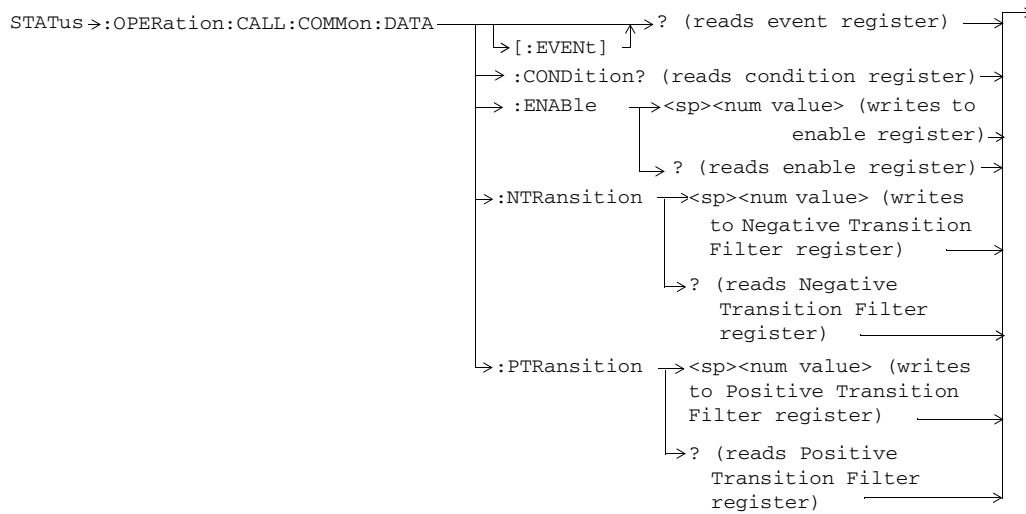 STATus :OPERation:CALL:COMMon:DATA ? (reads event register)
[:EVENt]
:CONDition? (reads condition register)
:ENABle <sp><num value> (writes to
enable register)
? (reads enable register)
:NTRansition <sp><num value> (writes
to Negative Transition
Filter register)
? (reads Negative
Transition Filter
register)
:PTRansition <sp><num value> (writes
to Positive Transition
Filter register)
? (reads Positive
Transition Filter
register)